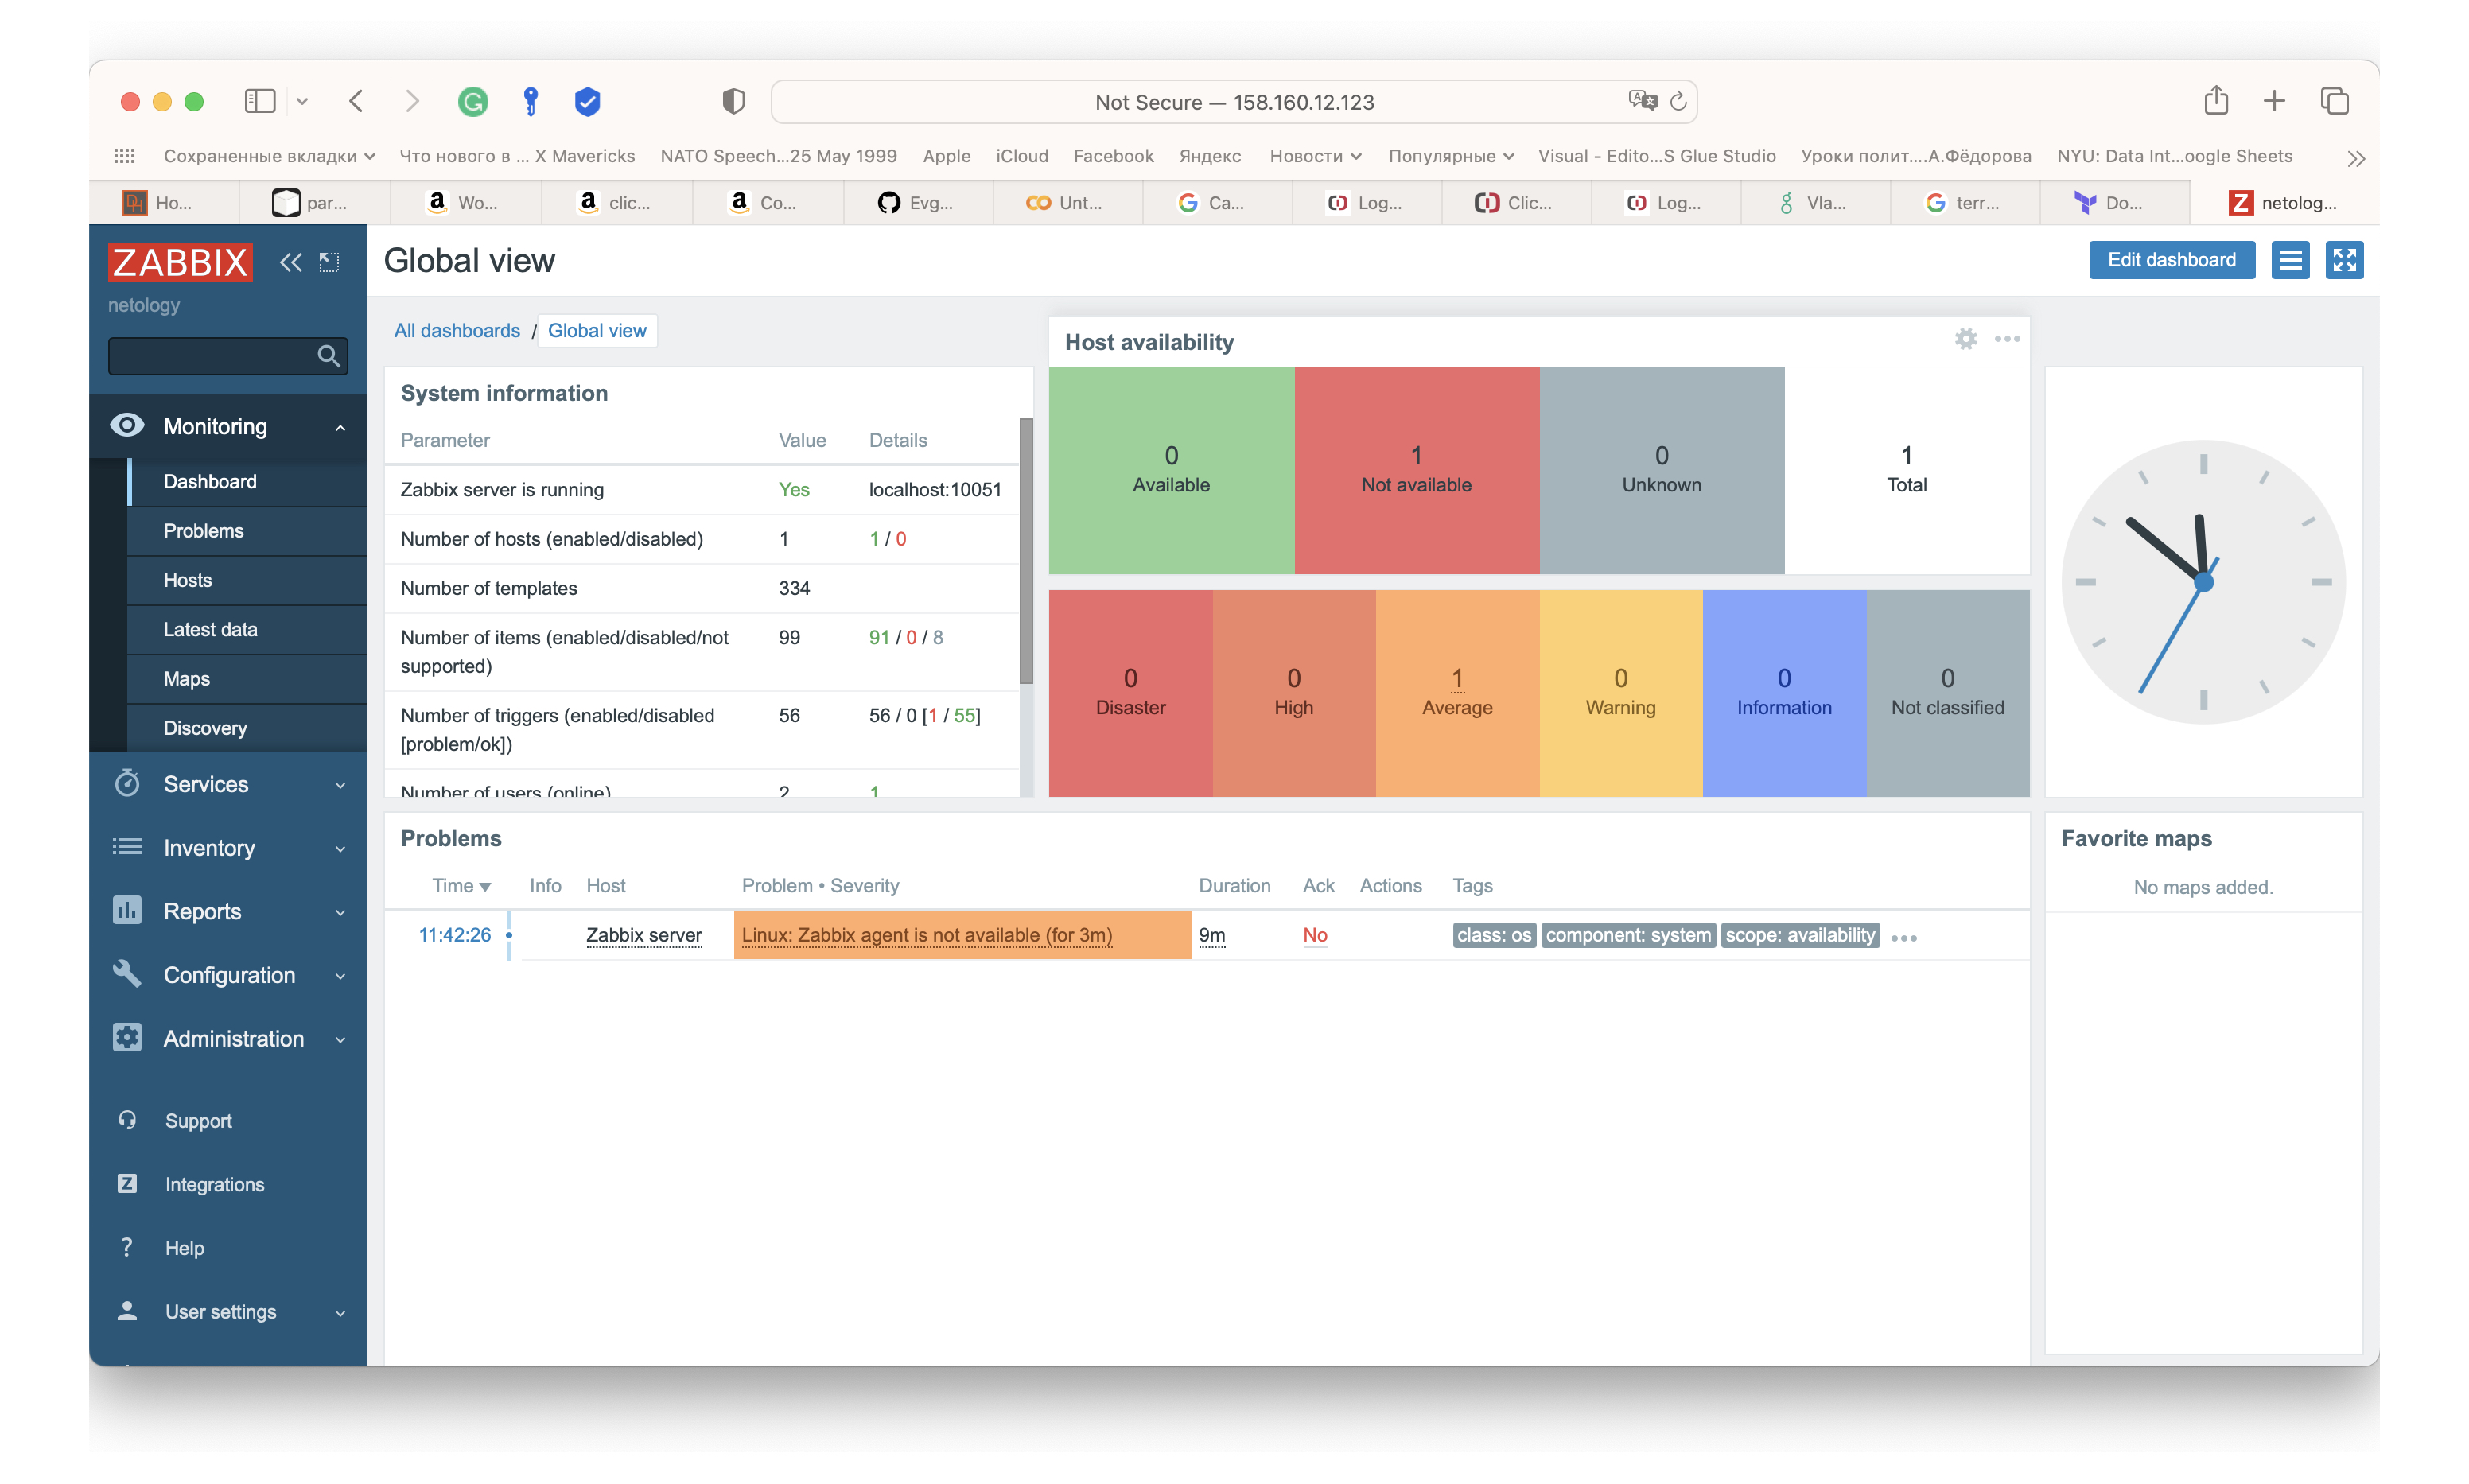 Not Secure — 158.160.12.123
Сохраненные вкладки Что нового в ... X Mavericks NATO Speech...25 May 1999 Apple iCloud Facebook Яндекс Новости Популярные Visual - Edito...S Glue Studio Уроки полит....А.Фёдорова NYU: Data Int...oogle Sheets
Ho... par... Wo... clic... Co... Evg... Unt... Ca... Log... Clic... Log... Vla... terr... Do... netolog...
ZABBIX
netology
Monitoring
Dashboard
Problems
Hosts
Latest data
Maps
Discovery
Services
Inventory
Reports
Configuration
Administration
Support
Integrations
Help
User settings
Global view
Edit dashboard
All dashboards / Global view
System information
Parameter Value Details
Zabbix server is running Yes localhost:10051
Number of hosts (enabled/disabled) 1 1 / 0
Number of templates 334
Number of items (enabled/disabled/not 99 91 / 0 / 8
supported)
Number of triggers (enabled/disabled 56 56 / 0 [1 / 55]
[problem/ok])
Number of users (online) 2 1
Host availability
0 1 0 1
Available Not available Unknown Total
0 0 1 0 0 0
Disaster High Average Warning Information Not classified
Problems
Time Info Host Problem • Severity Duration Ack Actions Tags
11:42:26 Zabbix server Linux: Zabbix agent is not available (for 3m) 9m No class: os component: system scope: availability
Favorite maps
No maps added.